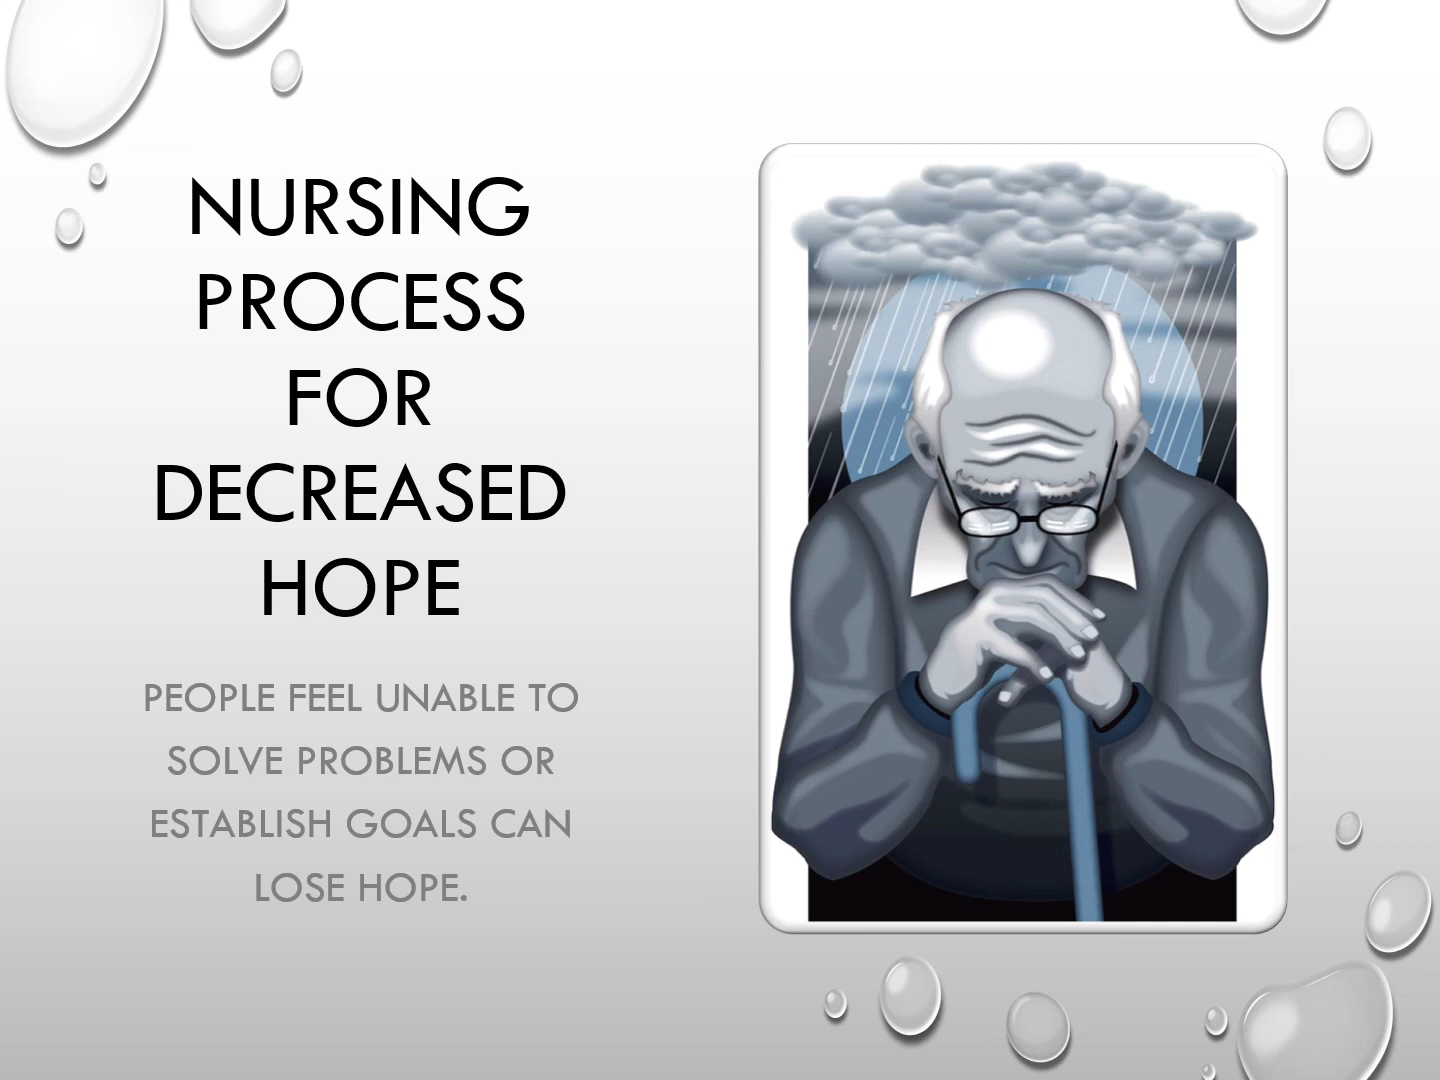 NURSING
PROCESS
FOR
DECREASED
HOPE
PEOPLE FEEL UNABLE TO
SOLVE PROBLEMS OR
ESTABLISH GOALS CAN
LOSE HOPE.